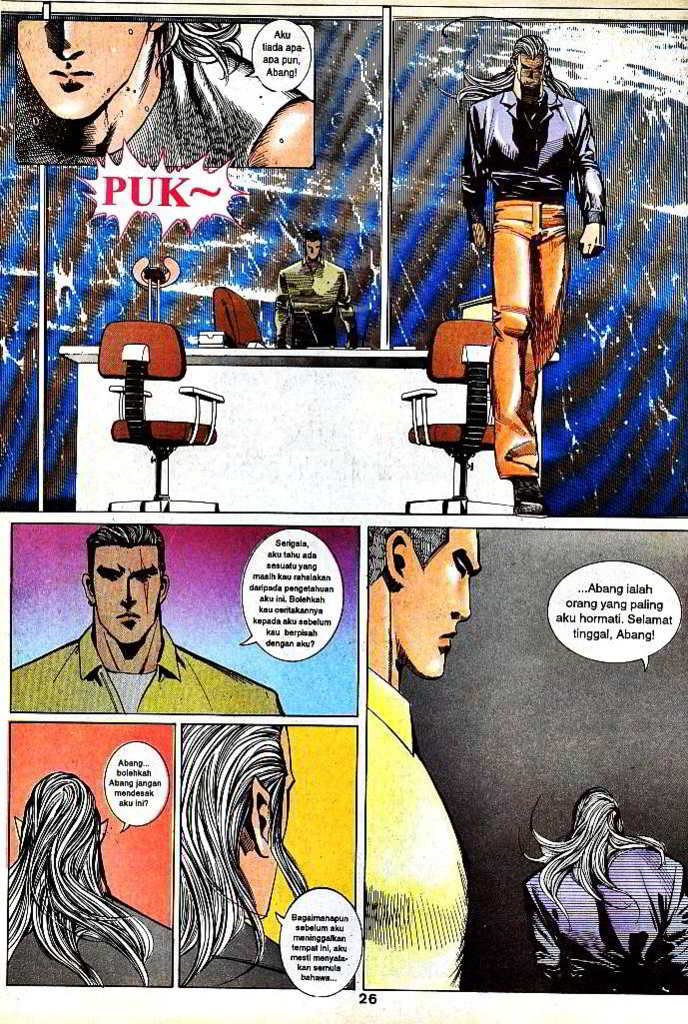 Aku
tiada apa-
apa pun,
Abang!
PUK~
Serigala,
aku tahu ada
sesuatu yang
masih kau rahsiakan
daripada pengetahuan
aku ini. Bolehkah
kau ceritakannya
kepada aku sebelum
kau berpisah
dengan aku?
Abang...
bolehkah
Abang jangan
mendesak
aku ini?
Bagaimanapun
sebelum aku
meninggalkan
tempat ini, aku
mesti menyata-
kan semula
bahawa...
...Abang ialah
orang yang paling
aku hormati. Selamat
tinggal, Abang!
26